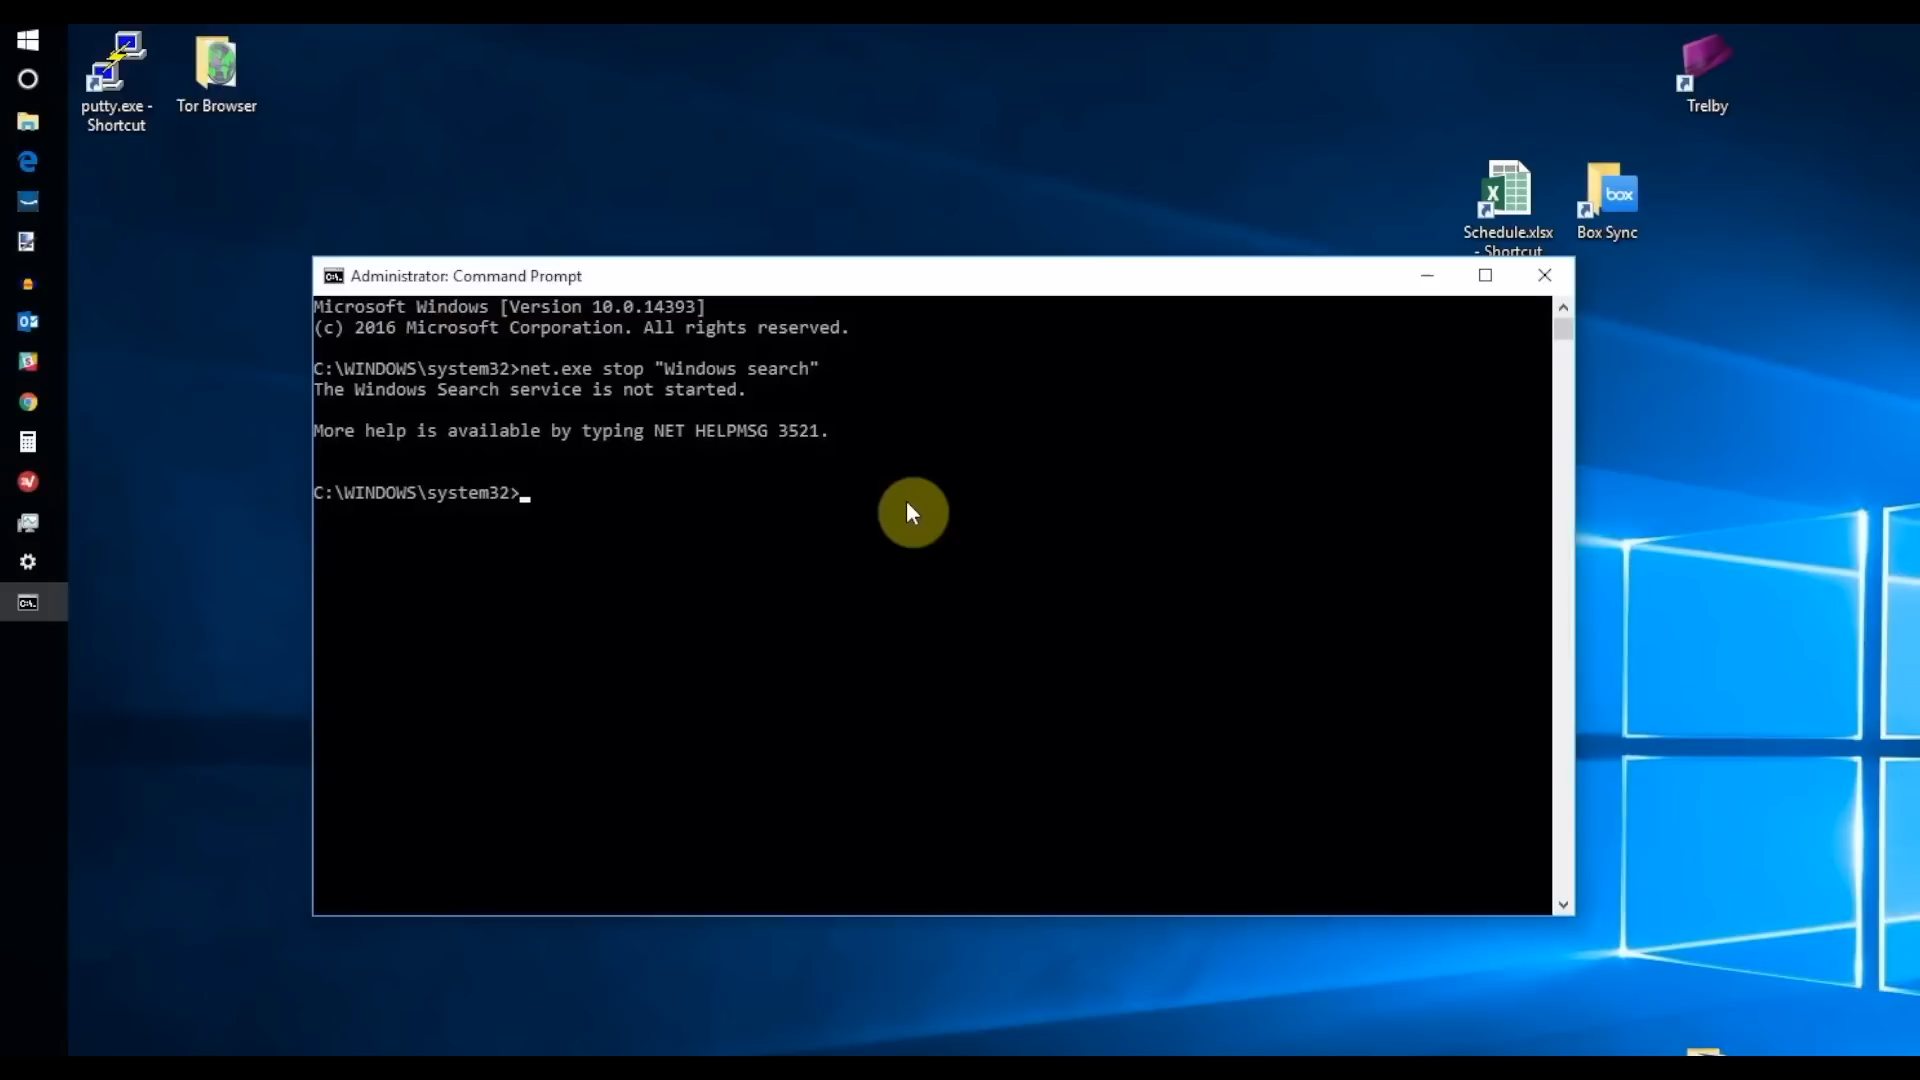 putty.exe -
Shortcut
Tor Browser
Trelby
X
box
Schedule.xlsx
- Shortcut
Box Sync
C:\. Administrator: Command Prompt
Microsoft Windows [Version 10.0.14393]
(c) 2016 Microsoft Corporation. All rights reserved.
C:\WINDOWS\system32>net.exe stop "Windows search"
The Windows Search service is not started.
More help is available by typing NET HELPMSG 3521.
C:\WINDOWS\system32>